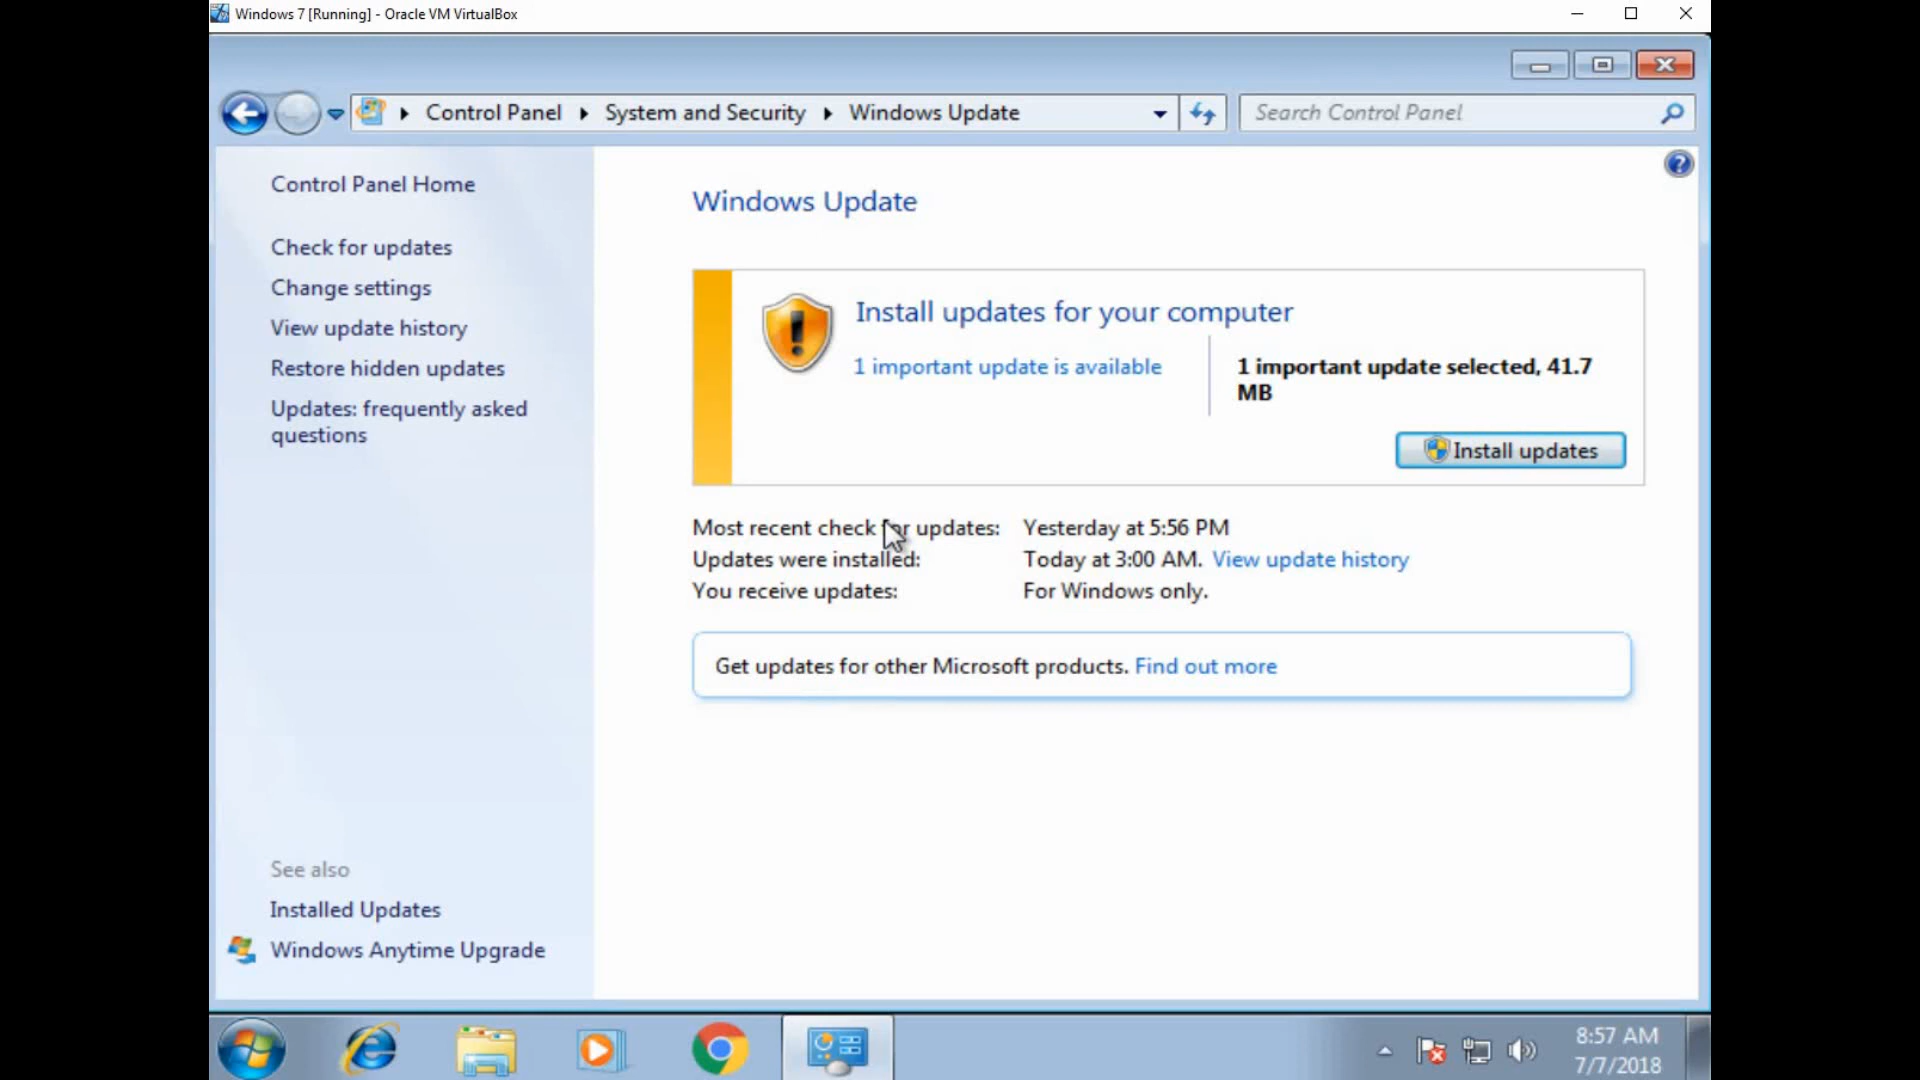 Windows 7 [Running] - Oracle VM VirtualBox
Control Panel
System and Security
Windows Update
Search Control Panel
Control Panel Home
Check for updates
Change settings
View update history
Restore hidden updates
Updates: frequently asked
questions
See also
Installed Updates
Windows Anytime Upgrade
Windows Update
Install updates for your computer
1 important update is available
1 important update selected, 41.7
MB
Install updates
Most recent check for updates: Yesterday at 5:56 PM
Updates were installed: Today at 3:00 AM. View update history
You receive updates: For Windows only.
Get updates for other Microsoft products. Find out more
8:57 AM
7/7/2018